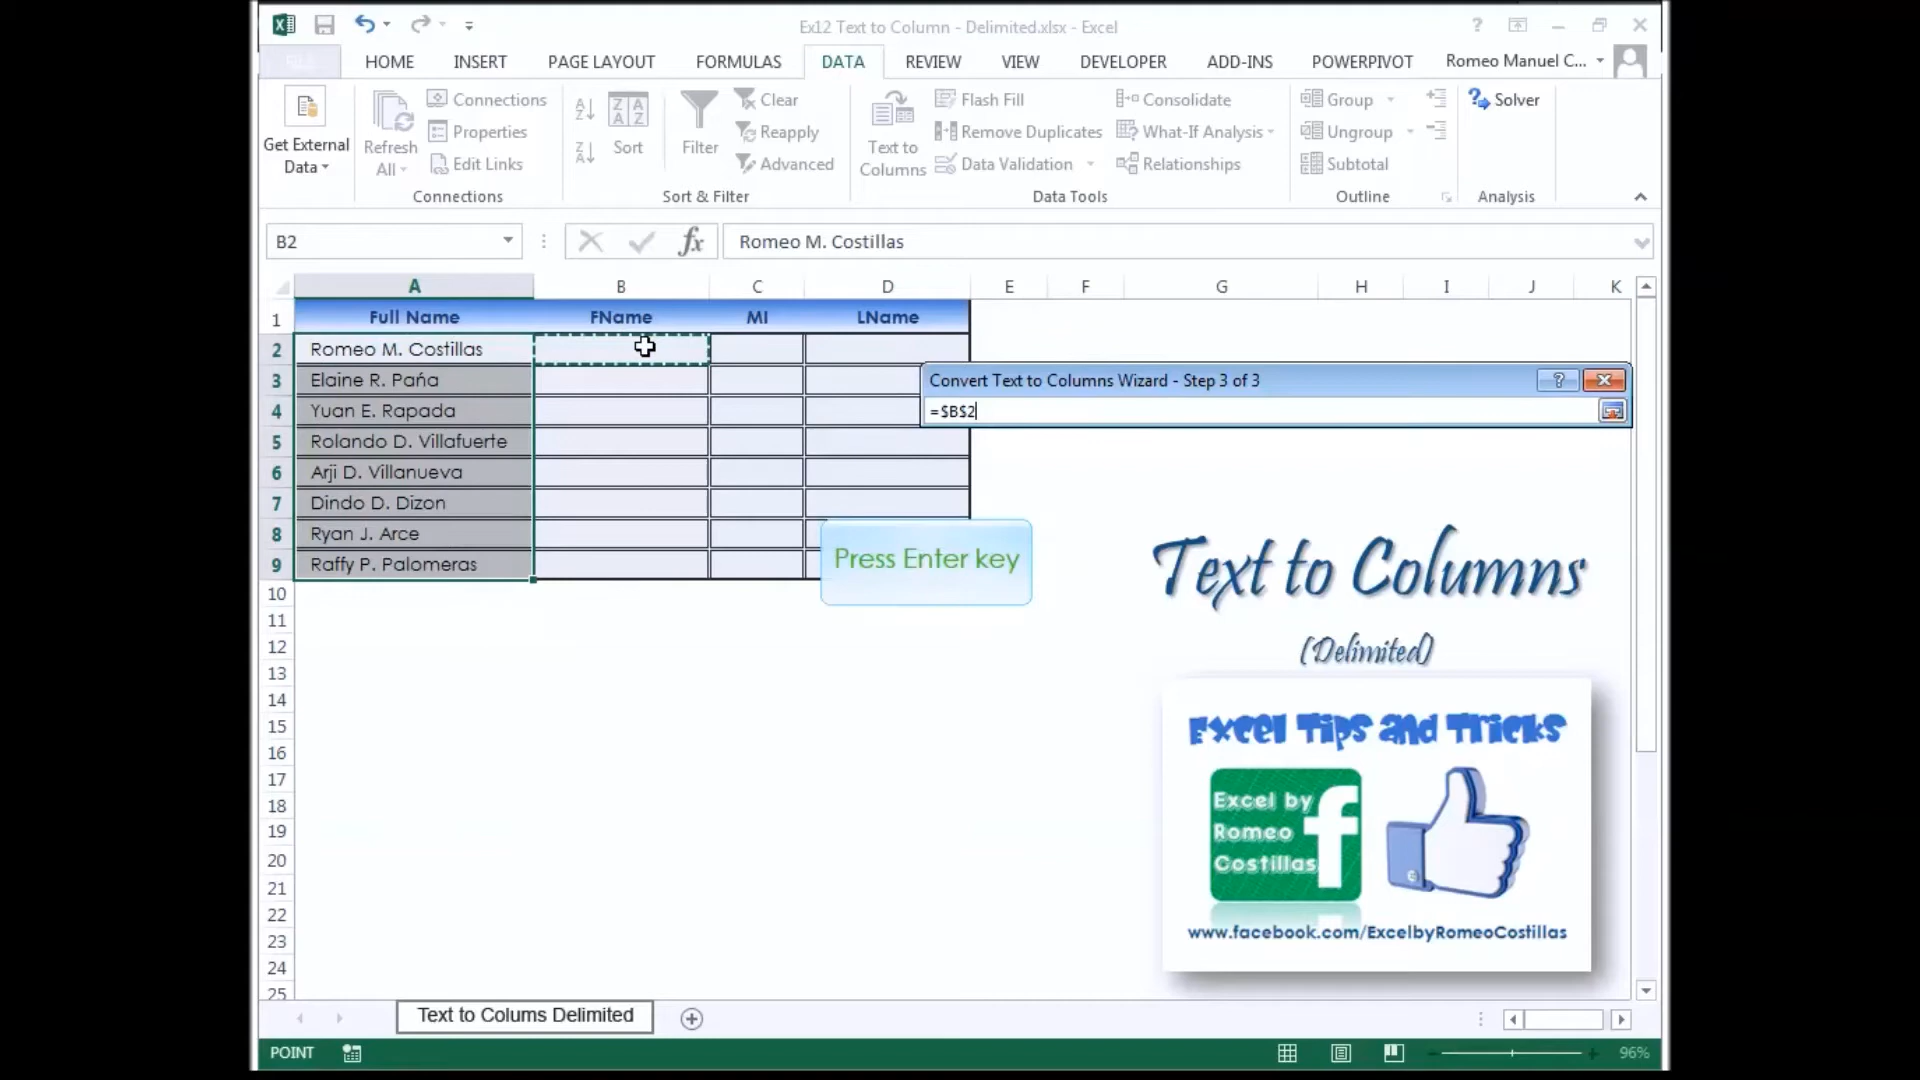 Ex12 Text to Column - Delimited.xlsx - Excel
HOME INSERT PAGE LAYOUT FORMULAS DATA REVIEW VIEW DEVELOPER ADD-INS POWERPIVOT Romeo Manuel C...
Get External Data
Refresh All
Connections
Properties
Edit Links
Connections
Sort
Filter
Clear
Reapply
Advanced
Sort & Filter
Text to Columns
Flash Fill
Remove Duplicates
Data Validation
Consolidate
What-If Analysis
Relationships
Data Tools
Group
Ungroup
Subtotal
Outline
Solver
Analysis
B2 fx Romeo M. Costillas
A B C D E F G H I J K
1 Full Name FName MI LName
2 Romeo M. Costillas
3 Elaine R. Pańa
4 Yuan E. Rapada
5 Rolando D. Villafuerte
6 Arji D. Villanueva
7 Dindo D. Dizon
8 Ryan J. Arce
9 Raffy P. Palomeras
10
11
12
13
14
15
16
17
18
19
20
21
22
23
24
25
Convert Text to Columns Wizard - Step 3 of 3
=$B$2
Press Enter key
Text to Columns
(Delimited)
Excel Tips and Tricks
Excel by
Romeo
Costillas
f
www.facebook.com/ExcelbyRomeoCostillas
Text to Colums Delimited
POINT 96%